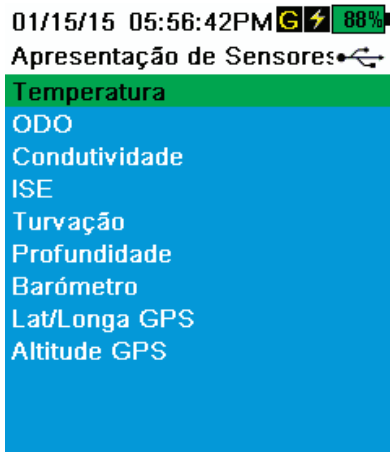 01/15/15 05:56:42PM G 88%
Apresentação de Sensores
Temperatura
ODO
Condutividade
ISE
Turvação
Profundidade
Barómetro
Lat/Longa GPS
Altitude GPS